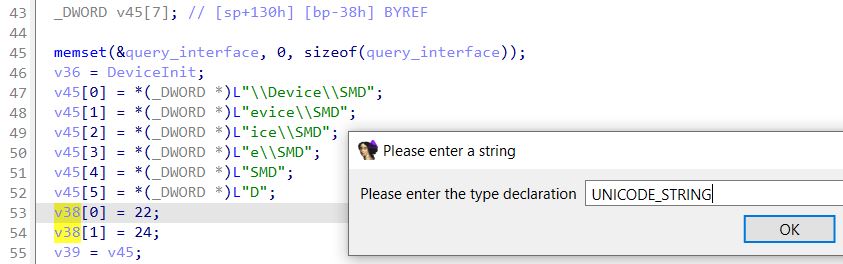 43 _DWORD v45[7]; // [sp+130h] [bp-38h] BYREF
44
45 memset(&query_interface, 0, sizeof(query_interface));
46 v36 = DeviceInit;
47 v45[0] = *(_DWORD *)L"\\Device\\SMD";
48 v45[1] = *(_DWORD *)L"evice\\SMD";
49 v45[2] = *(_DWORD *)L"ice\\SMD";
50 v45[3] = *(_DWORD *)L"e\\SMD";
51 v45[4] = *(_DWORD *)L"SMD";
52 v45[5] = *(_DWORD *)L"D";
53 v38[0] = 22;
54 v38[1] = 24;
55 v39 = v45;
Please enter a string
Please enter the type declaration UNICODE_STRING
OK